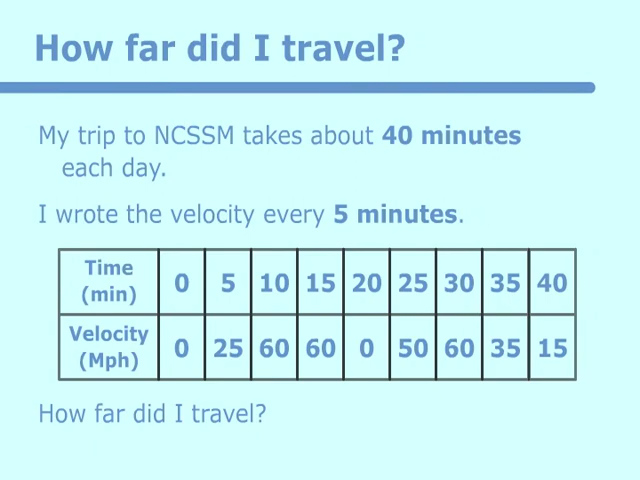 How far did I travel?
My trip to NCSSM takes about 40 minutes
each day.
I wrote the velocity every 5 minutes.
Time
(min) 0 5 10 15 20 25 30 35 40
Velocity
(Mph) 0 25 60 60 0 50 60 35 15
How far did I travel?